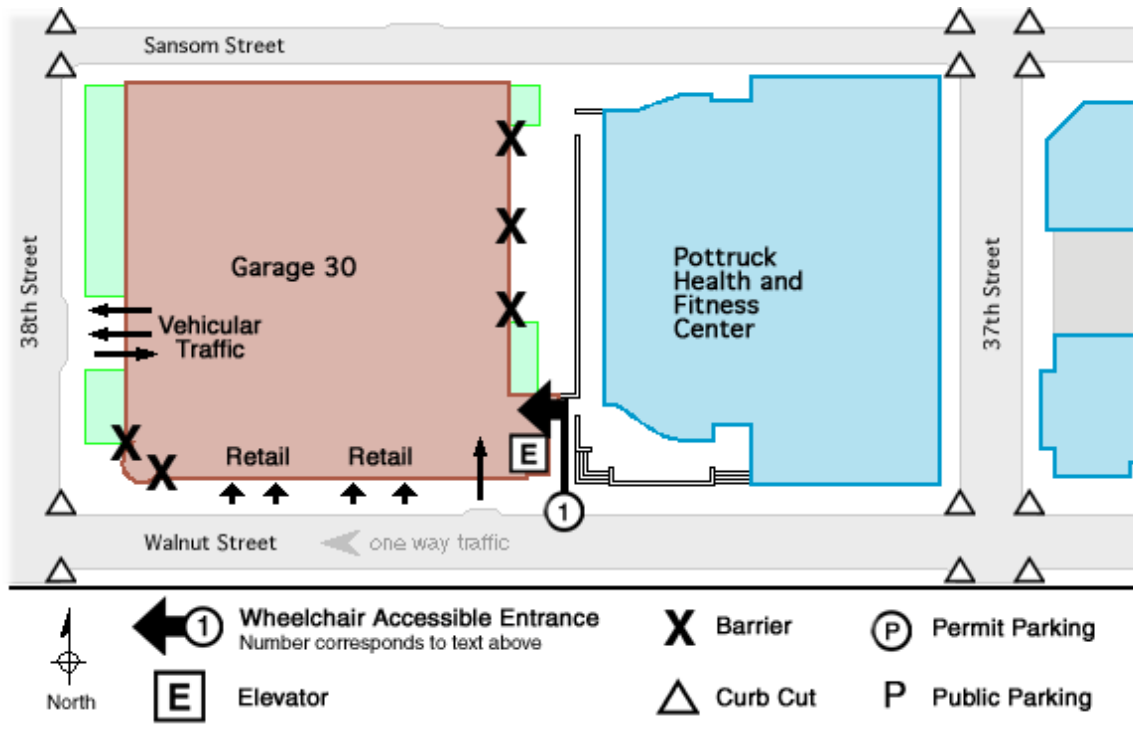 Sansom Street
38th Street
Garage 30
X
X
X
Pottruck
Health and
Fitness
Center
37th Street
Vehicular
Traffic
X
X
Retail
Retail
E
1
Walnut Street
one way traffic
North
1
Wheelchair Accessible Entrance
Number corresponds to text above
E
Elevator
X
Barrier
Curb Cut
P
Permit Parking
P
Public Parking